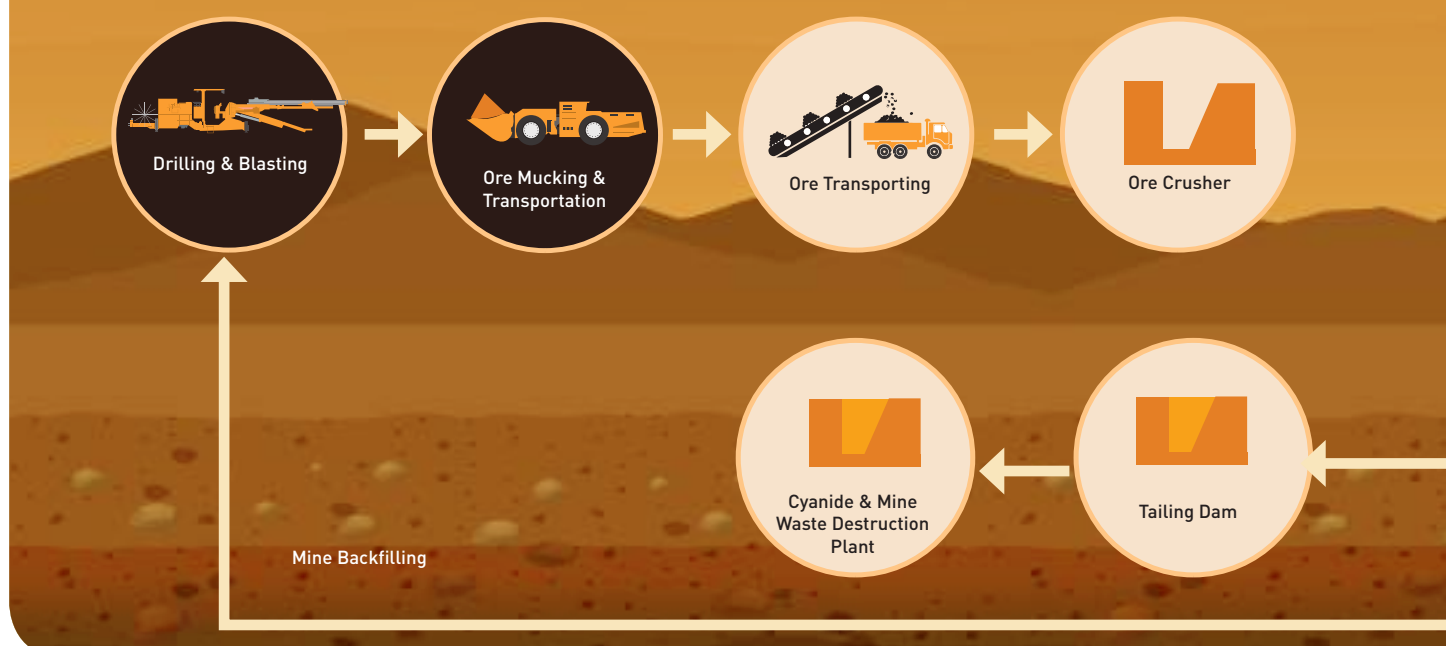 Drilling & Blasting
Ore Mucking &
Transportation
Ore Transporting
Ore Crusher
Cyanide & Mine
Waste Destruction
Plant
Tailing Dam
Mine Backfilling